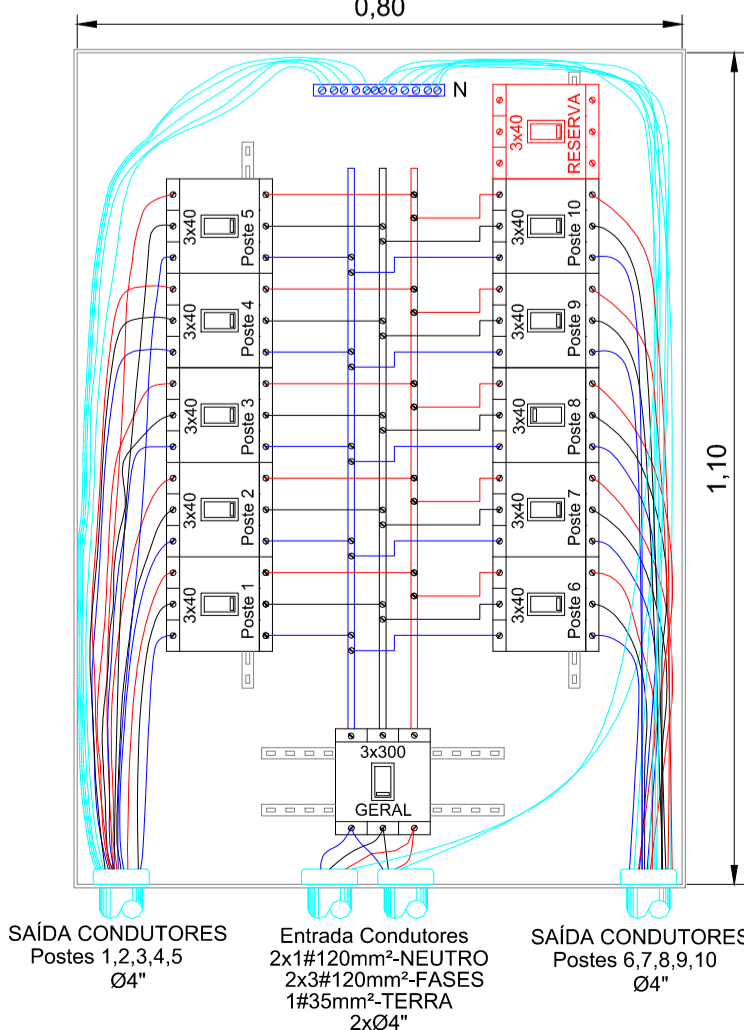 0,80
N
3x40
RESERVA
3x40
Poste 5
3x40
Poste 10
3x40
Poste 4
3x40
Poste 9
3x40
Poste 3
3x40
Poste 8
1,10
3x40
Poste 2
3x40
Poste 7
3x40
Poste 1
3x40
Poste 6
3x300
GERAL
SAÍDA CONDUTORES
Postes 1,2,3,4,5
Ø4"
Entrada Condutores
2x1#120mm²-NEUTRO
2x3#120mm²-FASES
1#35mm²-TERRA
2xØ4"
SAÍDA CONDUTORES
Postes 6,7,8,9,10
Ø4"